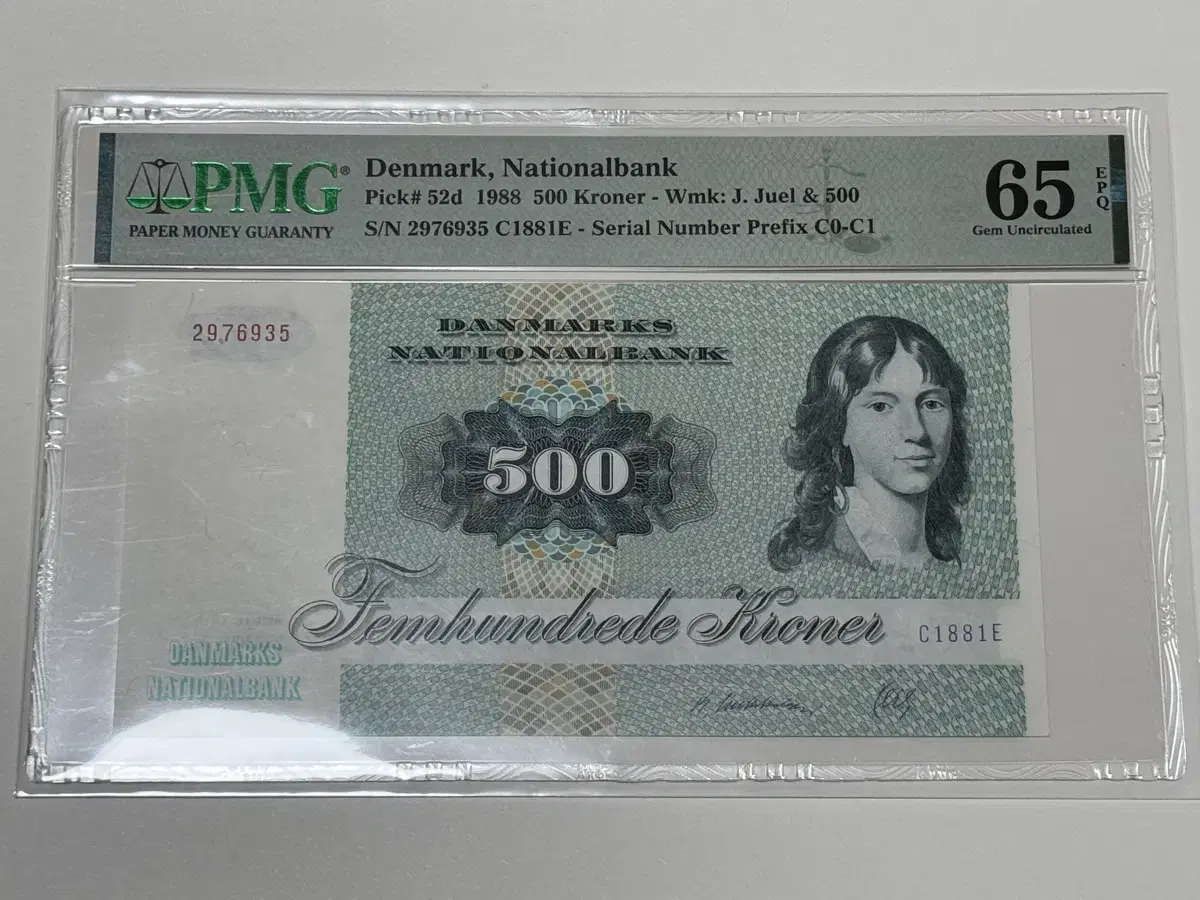 PMG®
PAPER MONEY GUARANTY
Denmark, Nationalbank
Pick# 52d 1988 500 Kroner - Wmk: J. Juel & 500
S/N 2976935 C1881E - Serial Number Prefix C0-C1
65
EPQ
Gem Uncirculated
2976935
DANMARKS
NATIONALBANK
500
Femhundrede Kroner
C1881E
DANMARKS
NATIONALBANK